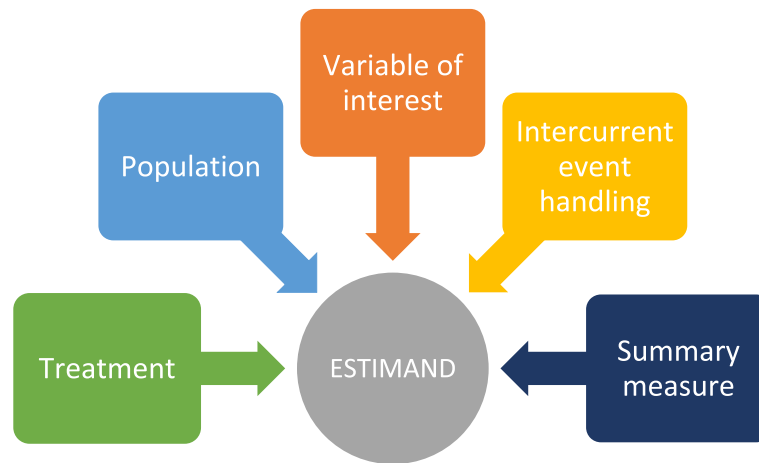 Variable of
interest
Population
Intercurrent
event
handling
Treatment
ESTIMAND
Summary
measure